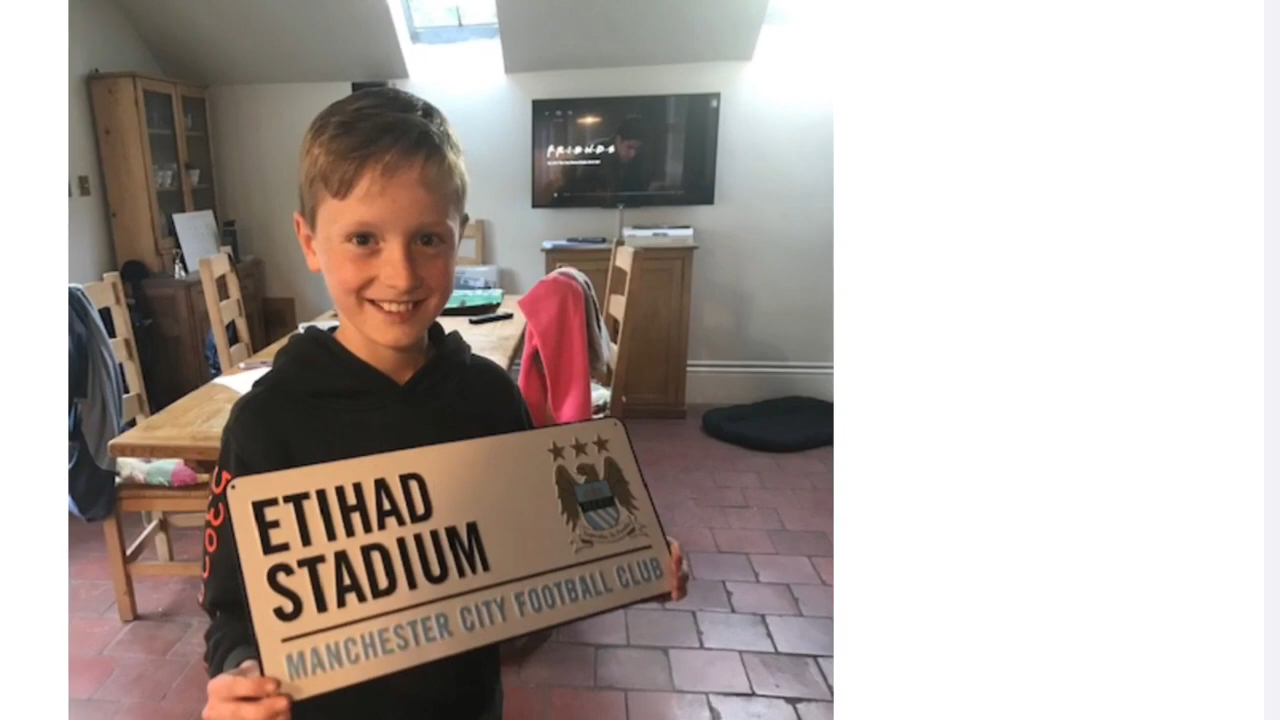 FRIENDS
ETIHAD
STADIUM
MANCHESTER CITY FOOTBALL CLUB